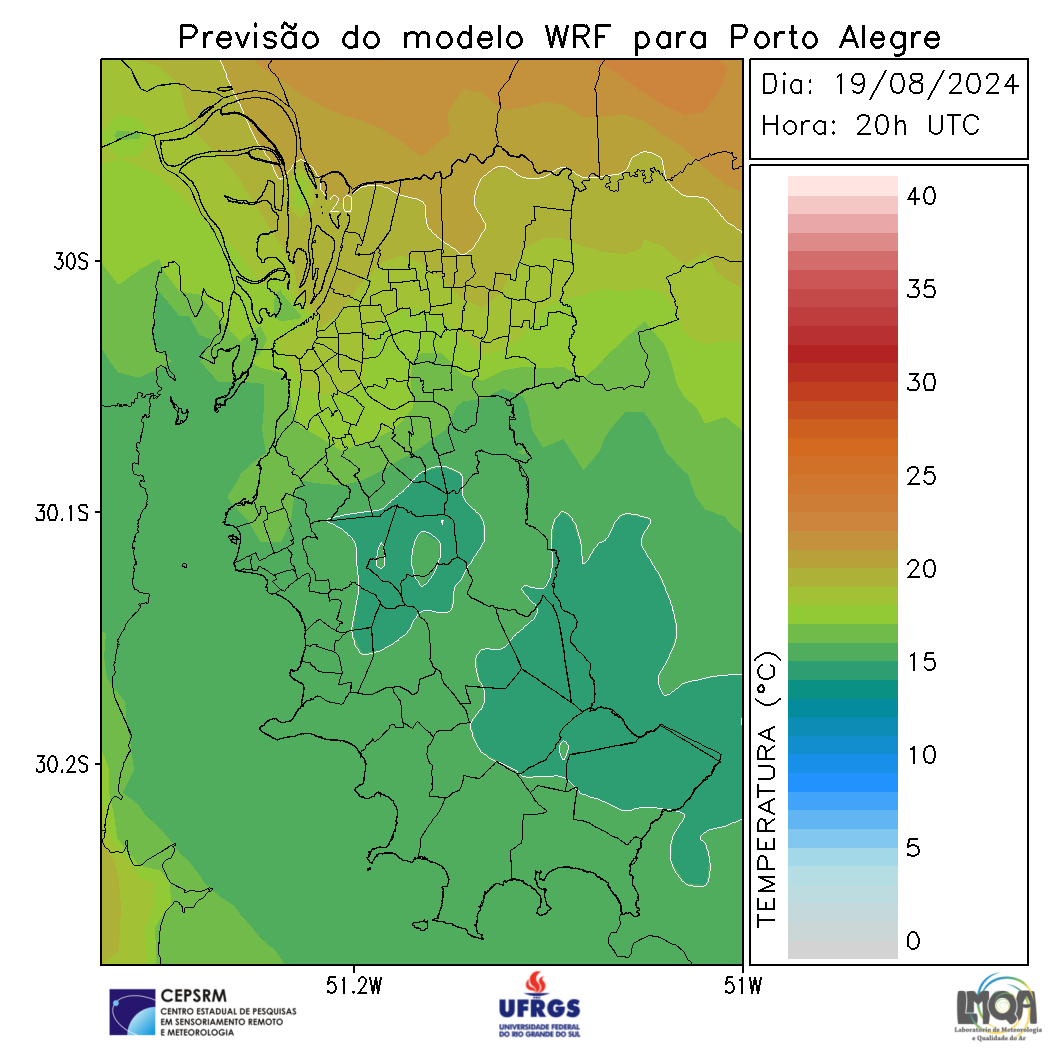 Previsão do modelo WRF para Porto Alegre
Dia: 19/08/2024
Hora: 20h UTC
20
30S
30.1S
30.2S
51.2W
51W
TEMPERATURA (°C)
40
35
30
25
20
15
10
5
0
CEPSRM
CENTRO ESTADUAL DE PESQUISAS
EM SENSORIAMENTO REMOTO
E METEOROLOGIA
UFRGS
UNIVERSIDADE FEDERAL
DO RIO GRANDE DO SUL
LMQA
Laboratório de Meteorologia
e Qualidade do Ar